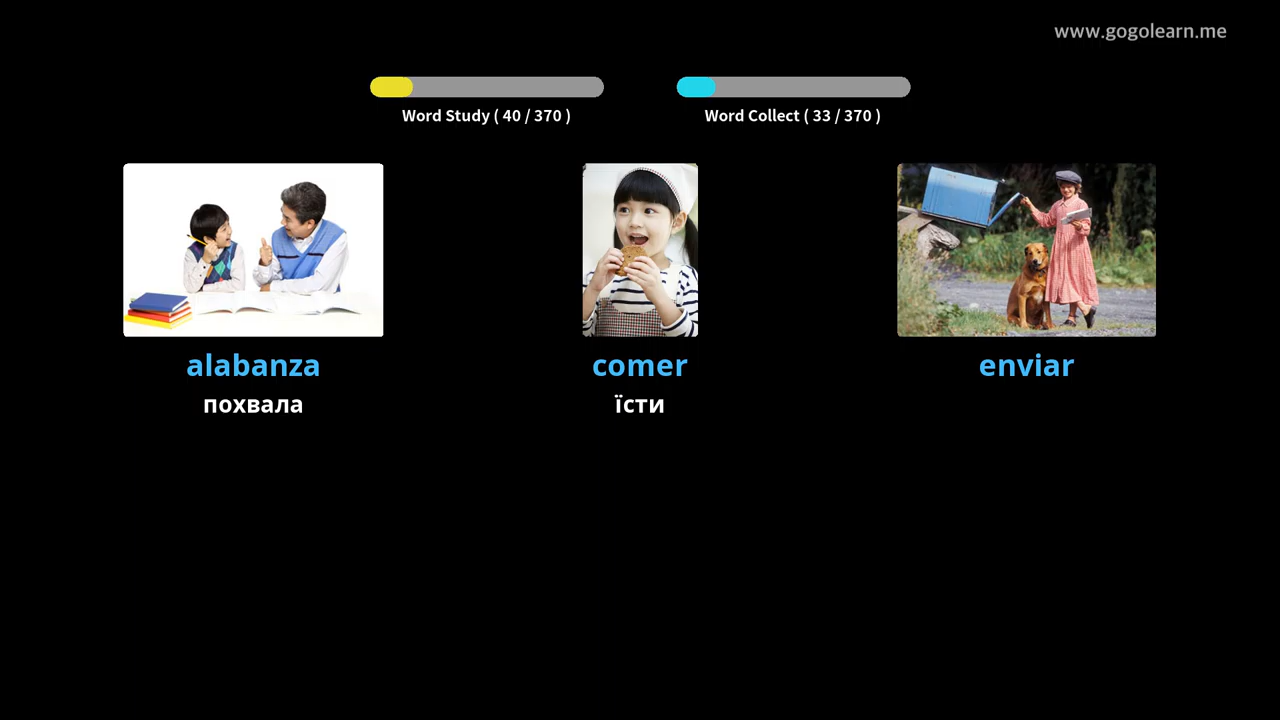 www.gogolearn.me
Word Study ( 40 / 370 )
Word Collect ( 33 / 370 )
alabanza
comer
enviar
похвала
їсти